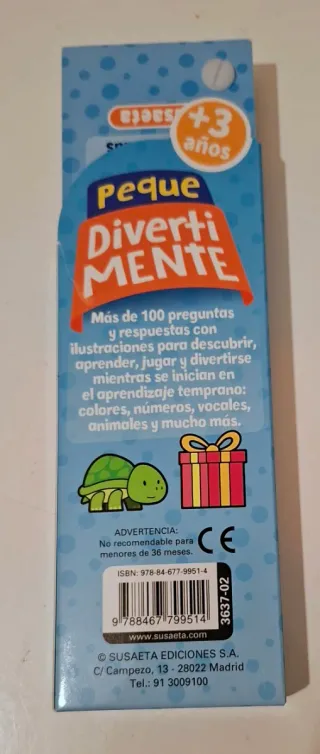 susaeta
+3
años
Peque
Diverti
MENTE
Más de 100 preguntas
y respuestas con
ilustraciones para descubrir,
aprender, jugar y divertirse
mientras se inician en
el aprendizaje temprano:
colores, números, vocales,
animales y mucho más.
ADVERTENCIA:
No recomendable para
menores de 36 meses.
CE
ISBN: 978-84-677-9951-4
9 788467 799514
3637-02
www.susaeta.com
© SUSAETA EDICIONES S.A.
C/ Campezo, 13 - 28022 Madrid
Tel.: 91 3009100